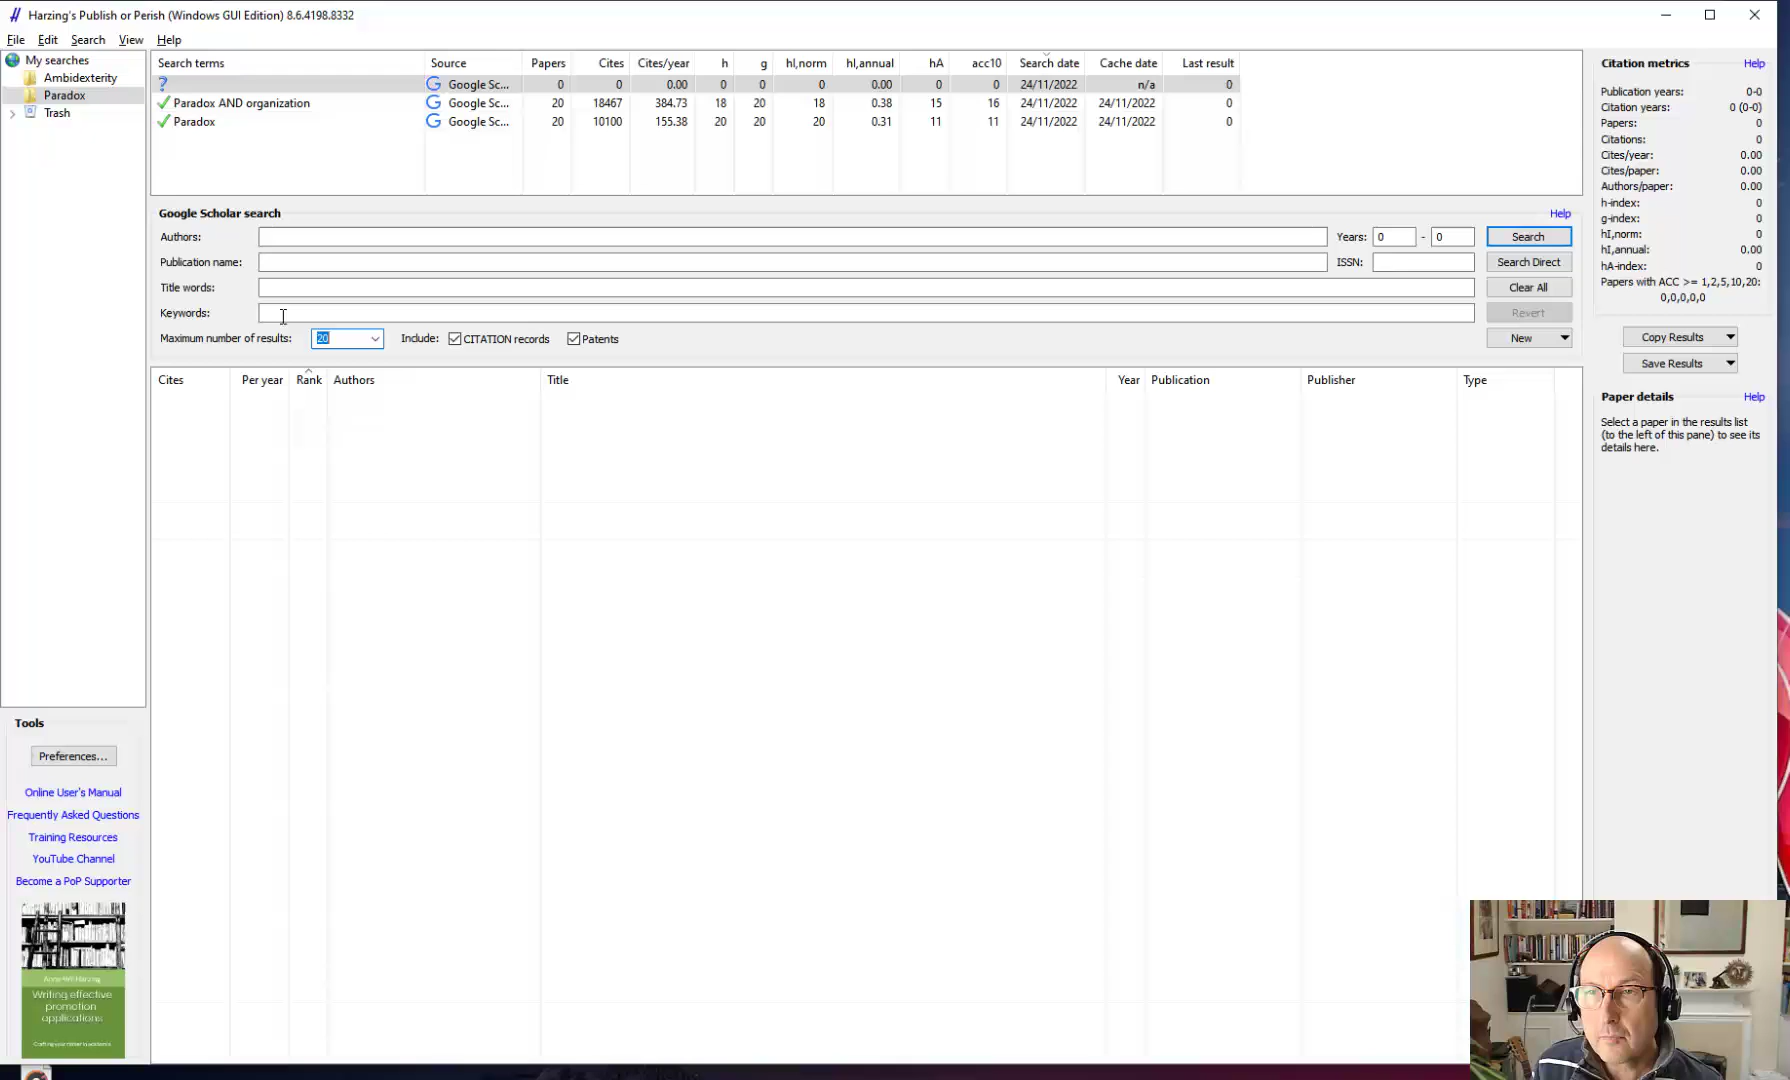 Harzing's Publish or Perish (Windows GUI Edition) 8.6.4198.8332
File Edit Search View Help
My searches
Ambidexterity
Paradox
Trash
Search terms Source Papers Cites Cites/year h g hI,norm hI,annual hA acc10 Search date Cache date Last result
? Google Sc... 0 0 0.00 0 0 0 0.00 0 0 24/11/2022 n/a 0
Paradox AND organization Google Sc... 20 18467 384.73 18 20 18 0.38 15 16 24/11/2022 24/11/2022 0
Paradox Google Sc... 20 10100 155.38 20 20 20 0.31 11 11 24/11/2022 24/11/2022 0
Google Scholar search Help
Authors: Years: 0 - 0 Search
Publication name: ISSN: Search Direct
Title words: Clear All
Keywords: Revert
Maximum number of results: 20 Include: CITATION records Patents New
Cites Per year Rank Authors Title Year Publication Publisher Type
Citation metrics Help
Publication years: 0-0
Citation years: 0 (0-0)
Papers: 0
Citations: 0
Cites/year: 0.00
Cites/paper: 0.00
Authors/paper: 0.00
h-index: 0
g-index: 0
hI,norm: 0
hI,annual: 0.00
hA-index: 0
Papers with ACC >= 1,2,5,10,20:
0,0,0,0,0
Copy Results
Save Results
Paper details Help
Select a paper in the results list
(to the left of this pane) to see its
details here.
Tools
Preferences...
Online User's Manual
Frequently Asked Questions
Training Resources
YouTube Channel
Become a PoP Supporter
Anne-Wil Harzing
Writing effective
promotion
applications